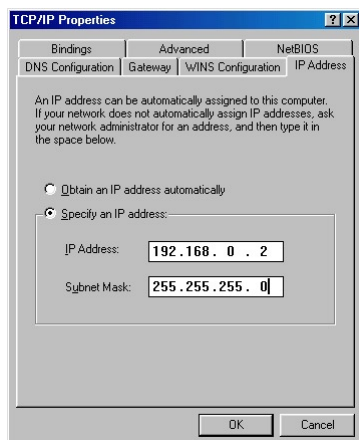 TCP/IP Properties
Bindings Advanced NetBIOS
DNS Configuration Gateway WINS Configuration IP Address
An IP address can be automatically assigned to this computer.
If your network does not automatically assign IP addresses, ask
your network administrator for an address, and then type it in
the space below.
Obtain an IP address automatically
Specify an IP address:
IP Address: 192.168. 0 . 2
Subnet Mask: 255.255.255. 0
OK Cancel